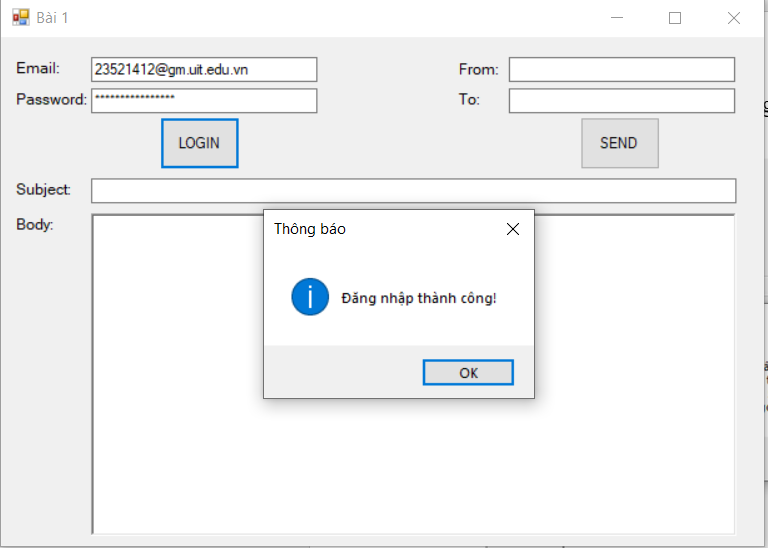 Bài 1
Email: 23521412@gm.uit.edu.vn From:
Password: **************** To:
LOGIN SEND
Subject:
Body:
Thông báo
Đăng nhập thành công!
OK